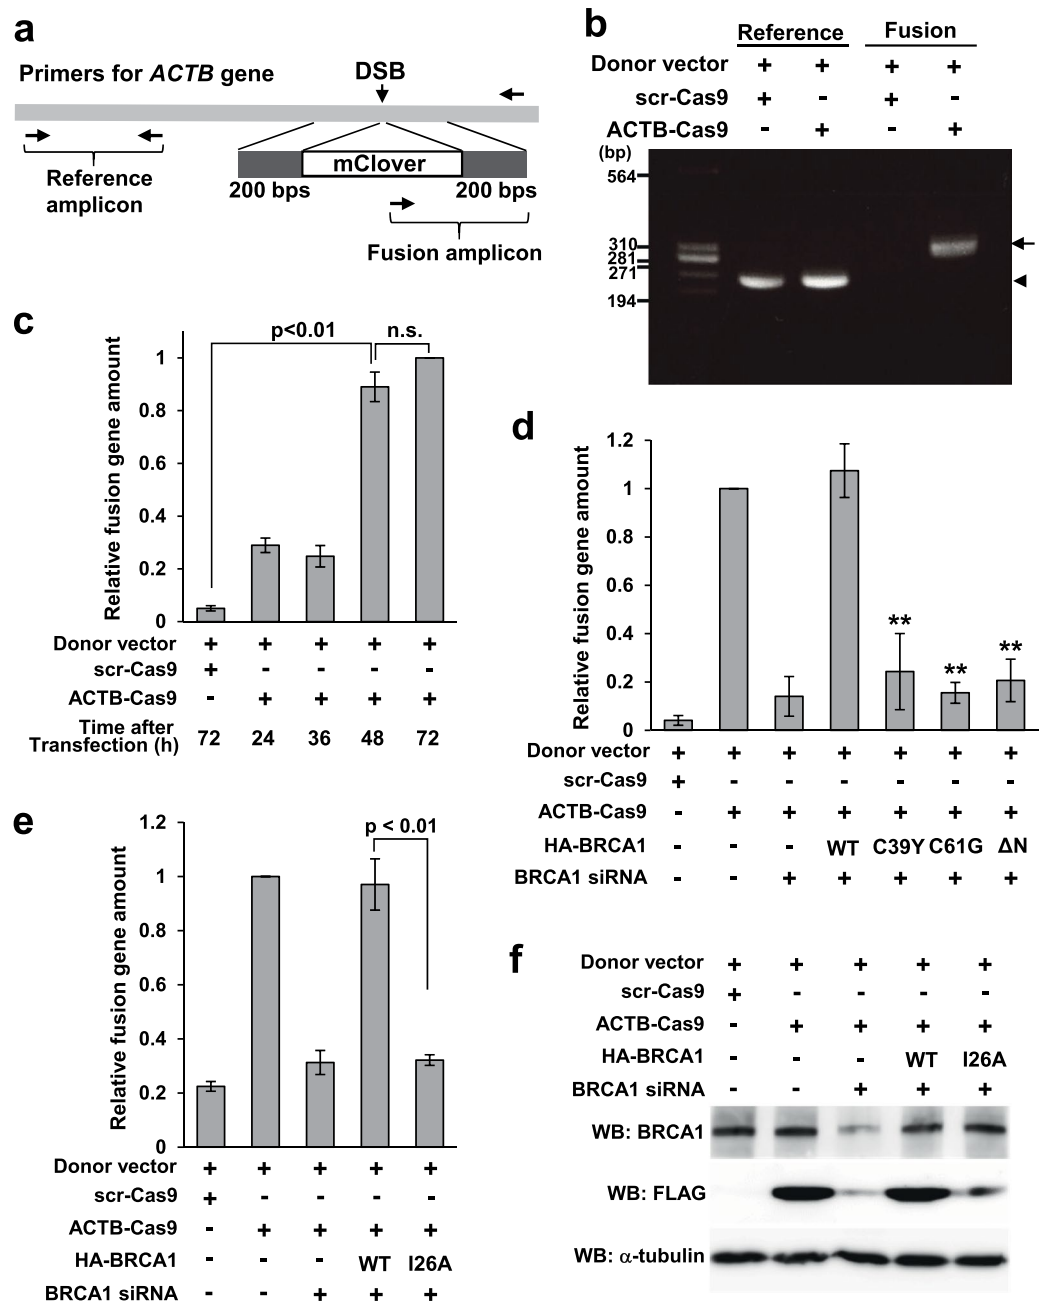 a
Primers for ACTB gene
DSB
mClover
200 bps 200 bps
Reference
amplicon
Fusion amplicon
b
Reference Fusion
Donor vector + + + +
scr-Cas9 + - + -
ACTB-Cas9 - + - +
(bp)
564
310
281
271
194
c
p<0.01 n.s.
Relative fusion gene amount
1
0.8
0.6
0.4
0.2
0
Donor vector + + + + +
scr-Cas9 + - - - -
ACTB-Cas9 - + + + +
Time after
Transfection (h) 72 24 36 48 72
d
Relative fusion gene amount
1.2
1
0.8
0.6
0.4
0.2
0
** ** **
Donor vector + + + + + + +
scr-Cas9 + - - - - - -
ACTB-Cas9 - + + + + + +
HA-BRCA1 - - - WT C39Y C61G ΔN
BRCA1 siRNA - - + + + + +
e
p < 0.01
Relative fusion gene amount
1.2
1
0.8
0.6
0.4
0.2
0
Donor vector + + + + +
scr-Cas9 + - - - -
ACTB-Cas9 - + + + +
HA-BRCA1 - - - WT I26A
BRCA1 siRNA - - + + +
f
Donor vector + + + + +
scr-Cas9 + - - - -
ACTB-Cas9 - + + + +
HA-BRCA1 - - - WT I26A
BRCA1 siRNA - - + + +
WB: BRCA1
WB: FLAG
WB: α-tubulin